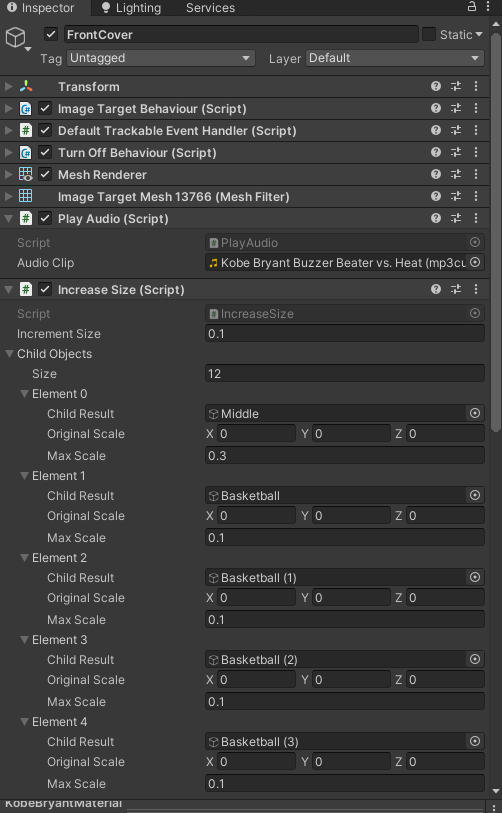 Inspector Lighting Services
FrontCover Static
Tag Untagged Layer Default
Transform
Image Target Behaviour (Script)
Default Trackable Event Handler (Script)
Turn Off Behaviour (Script)
Mesh Renderer
Image Target Mesh 13766 (Mesh Filter)
Play Audio (Script)
Script PlayAudio
Audio Clip Kobe Bryant Buzzer Beater vs. Heat (mp3cu
Increase Size (Script)
Script IncreaseSize
Increment Size 0.1
Child Objects
Size 12
Element 0
Child Result Middle
Original Scale X 0 Y 0 Z 0
Max Scale 0.3
Element 1
Child Result Basketball
Original Scale X 0 Y 0 Z 0
Max Scale 0.1
Element 2
Child Result Basketball (1)
Original Scale X 0 Y 0 Z 0
Max Scale 0.1
Element 3
Child Result Basketball (2)
Original Scale X 0 Y 0 Z 0
Max Scale 0.1
Element 4
Child Result Basketball (3)
Original Scale X 0 Y 0 Z 0
Max Scale 0.1
KobeBryantMaterial